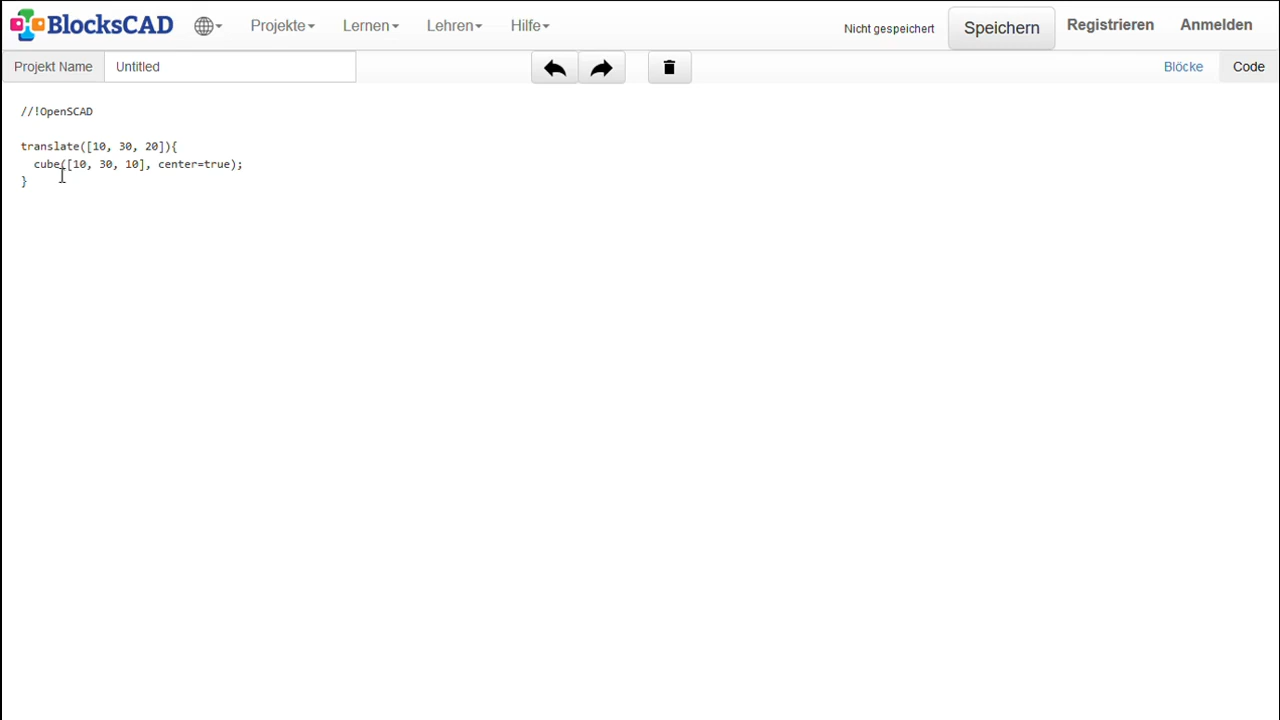 BlocksCAD Projekte Lernen Lehren Hilfe Nicht gespeichert Speichern Registrieren Anmelden
Projekt Name Untitled Blöcke Code
//!OpenSCAD
translate([10, 30, 20]){
cube([10, 30, 10], center=true);
}